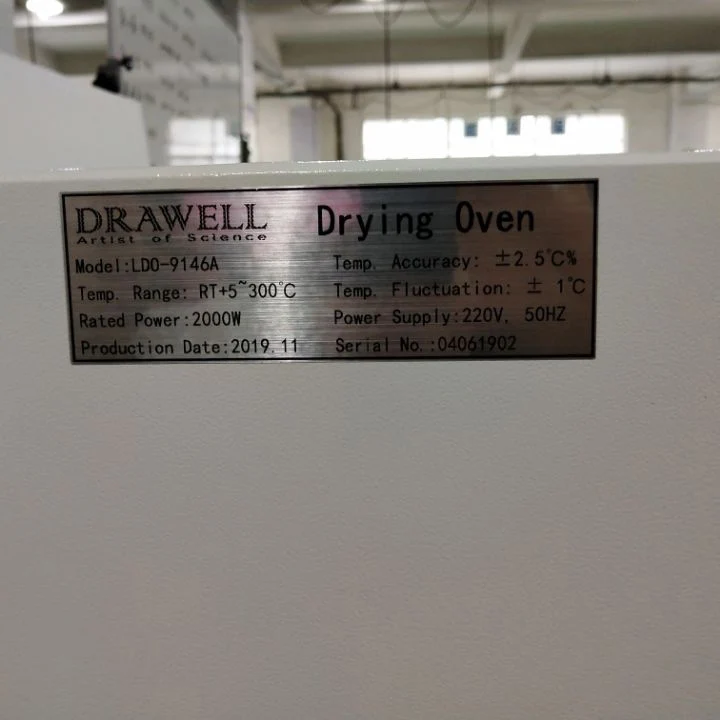 DRAWELL Drying Oven
Artist of Science
Model:LDO-9146A Temp. Accuracy: ±2.5℃%
Temp. Range: RT+5~300℃ Temp. Fluctuation: ± 1℃
Rated Power:2000W Power Supply:220V, 50HZ
Production Date:2019.11 Serial No.:04061902